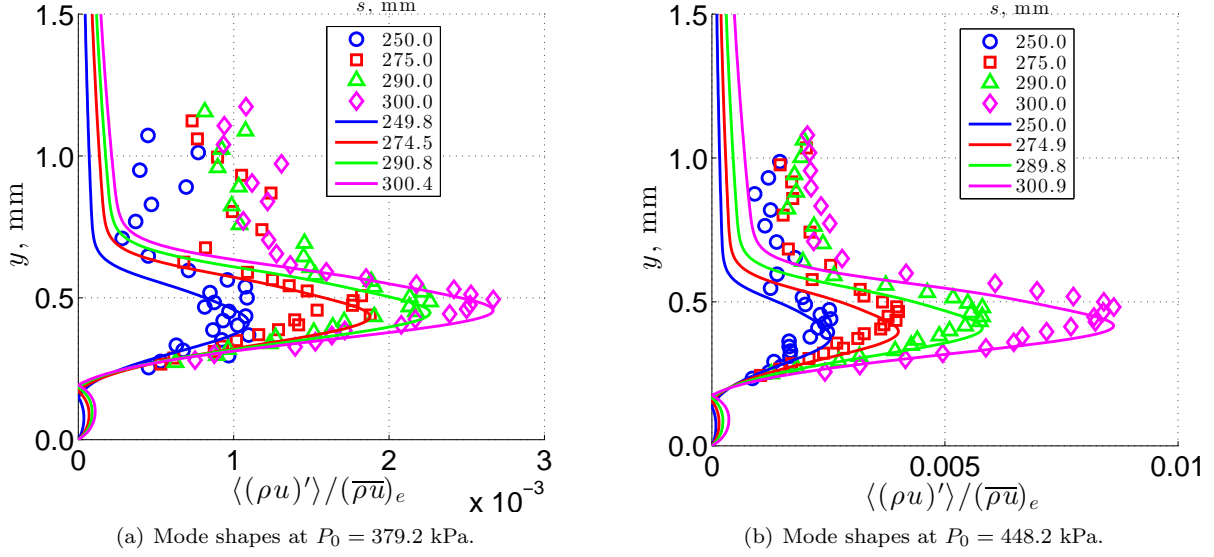 s, mm
250.0
275.0
290.0
300.0
249.8
274.5
290.8
300.4
1.5
1.0
0.5
0.0
y, mm
0 1 2 3
x 10⁻³
⟨(ρu)′⟩/(ρu̅)ₑ
(a) Mode shapes at P₀ = 379.2 kPa.
s, mm
250.0
275.0
290.0
300.0
250.0
274.9
289.8
300.9
1.5
1.0
0.5
0.0
y, mm
0 0.005 0.01
⟨(ρu)′⟩/(ρu̅)ₑ
(b) Mode shapes at P₀ = 448.2 kPa.